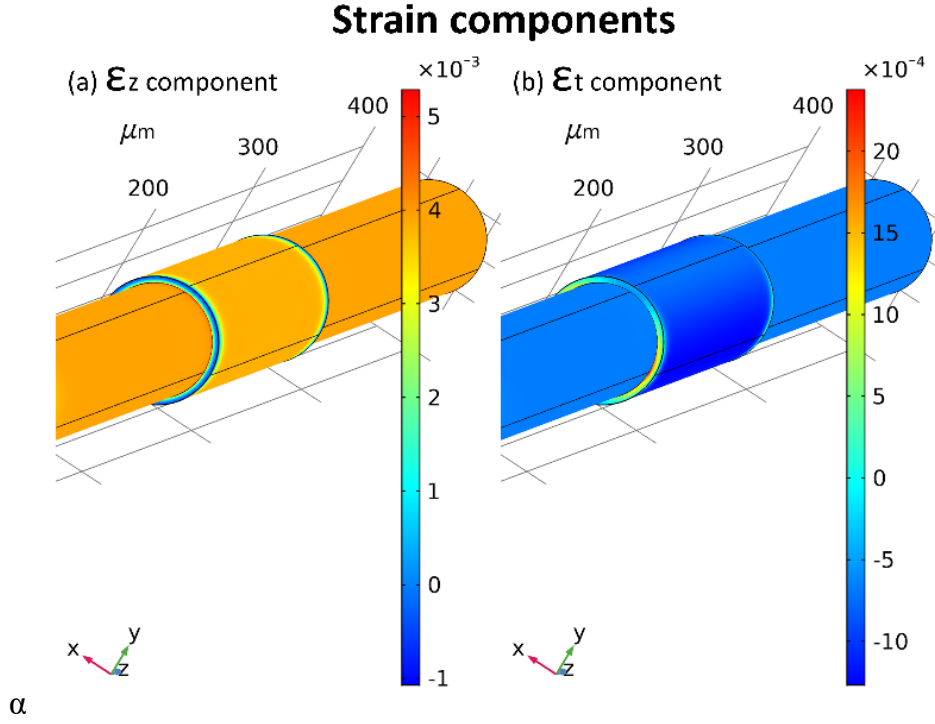 Strain components
(a) εz component
×10⁻³
μm
200
300
400
5
4
3
2
1
0
-1
x
y
z
(b) εt component
×10⁻⁴
μm
200
300
400
20
15
10
5
0
-5
-10
x
y
z
α